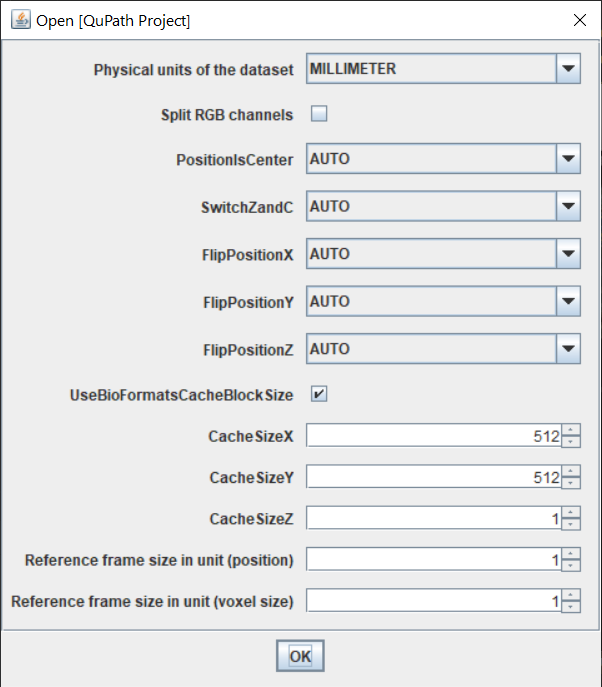 Open [QuPath Project]
Physical units of the dataset MILLIMETER
Split RGB channels
PositionIsCenter AUTO
SwitchZandC AUTO
FlipPositionX AUTO
FlipPositionY AUTO
FlipPositionZ AUTO
UseBioFormatsCacheBlockSize
CacheSizeX 512
CacheSizeY 512
CacheSizeZ 1
Reference frame size in unit (position) 1
Reference frame size in unit (voxel size) 1
OK